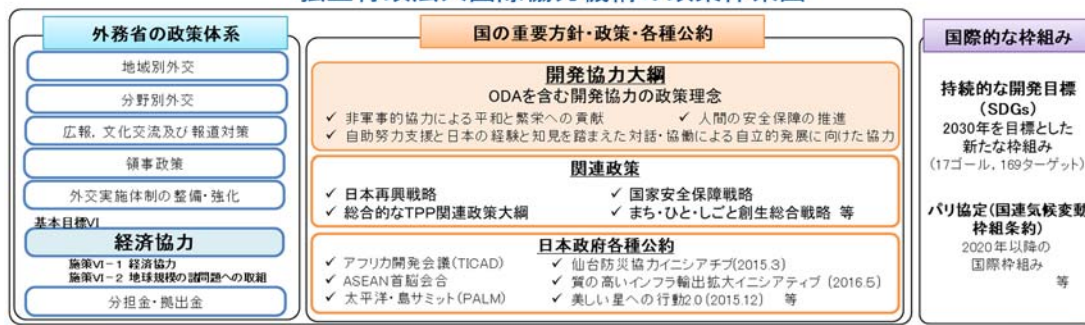 外務省の政策体系
地域別外交
分野別外交
広報，文化交流及び報道対策
領事政策
外交実施体制の整備・強化
基本目標Ⅵ
経済協力
施策Ⅵ－1 経済協力
施策Ⅵ－2 地球規模の諸問題への取組
分担金・拠出金
国の重要方針・政策・各種公約
開発協力大綱
ODAを含む開発協力の政策理念
✓ 非軍事的協力による平和と繁栄への貢献 ✓ 人間の安全保障の推進
✓ 自助努力支援と日本の経験と知見を踏まえた対話・協働による自立的発展に向けた協力
関連政策
✓ 日本再興戦略 ✓ 国家安全保障戦略
✓ 総合的なTPP関連政策大綱 ✓ まち・ひと・しごと創生総合戦略 等
日本政府各種公約
✓ アフリカ開発会議(TICAD) ✓ 仙台防災協力イニシアチブ(2015.3)
✓ ASEAN首脳会合 ✓ 質の高いインフラ輸出拡大イニシアティブ (2016.5)
✓ 太平洋・島サミット(PALM) ✓ 美しい星への行動2.0(2015.12) 等
国際的な枠組み
持続的な開発目標
(SDGs)
2030年を目標とした
新たな枠組み
(17ゴール，169ターゲット)
パリ協定(国連気候変動
枠組条約)
2020年以降の
国際枠組み
等